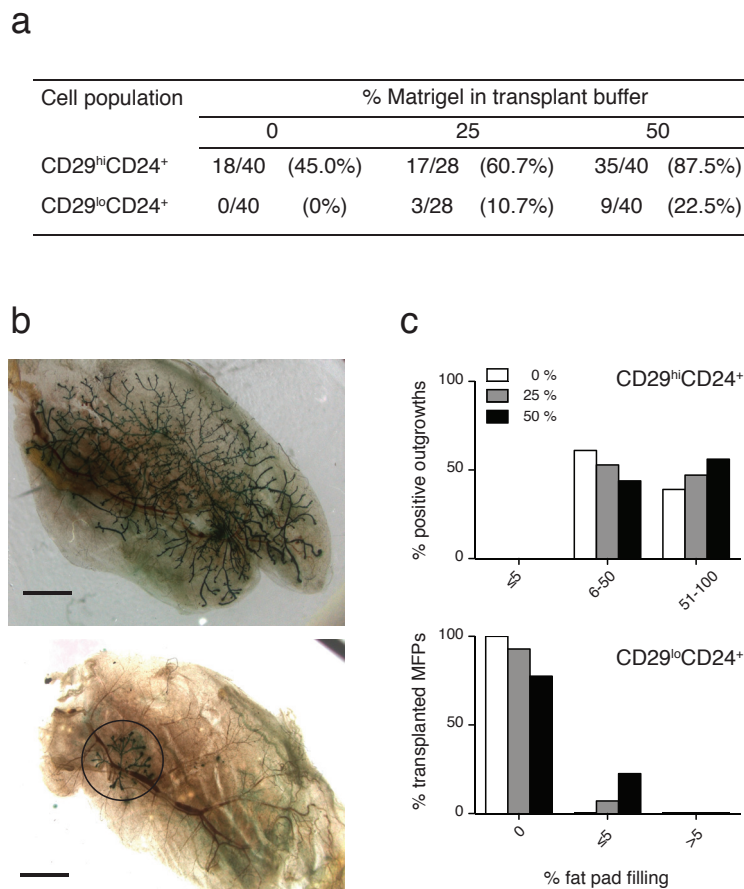 a
Cell population % Matrigel in transplant buffer
0 25 50
CD29ʰⁱCD24⁺ 18/40 (45.0%) 17/28 (60.7%) 35/40 (87.5%)
CD29ˡᵒCD24⁺ 0/40 (0%) 3/28 (10.7%) 9/40 (22.5%)
b
c
CD29ʰⁱCD24⁺
0 %
25 %
50 %
% positive outgrowths
100
50
0
≤5 6-50 51-100
CD29ˡᵒCD24⁺
% transplanted MFPs
100
50
0
0 ≤5 >5
% fat pad filling